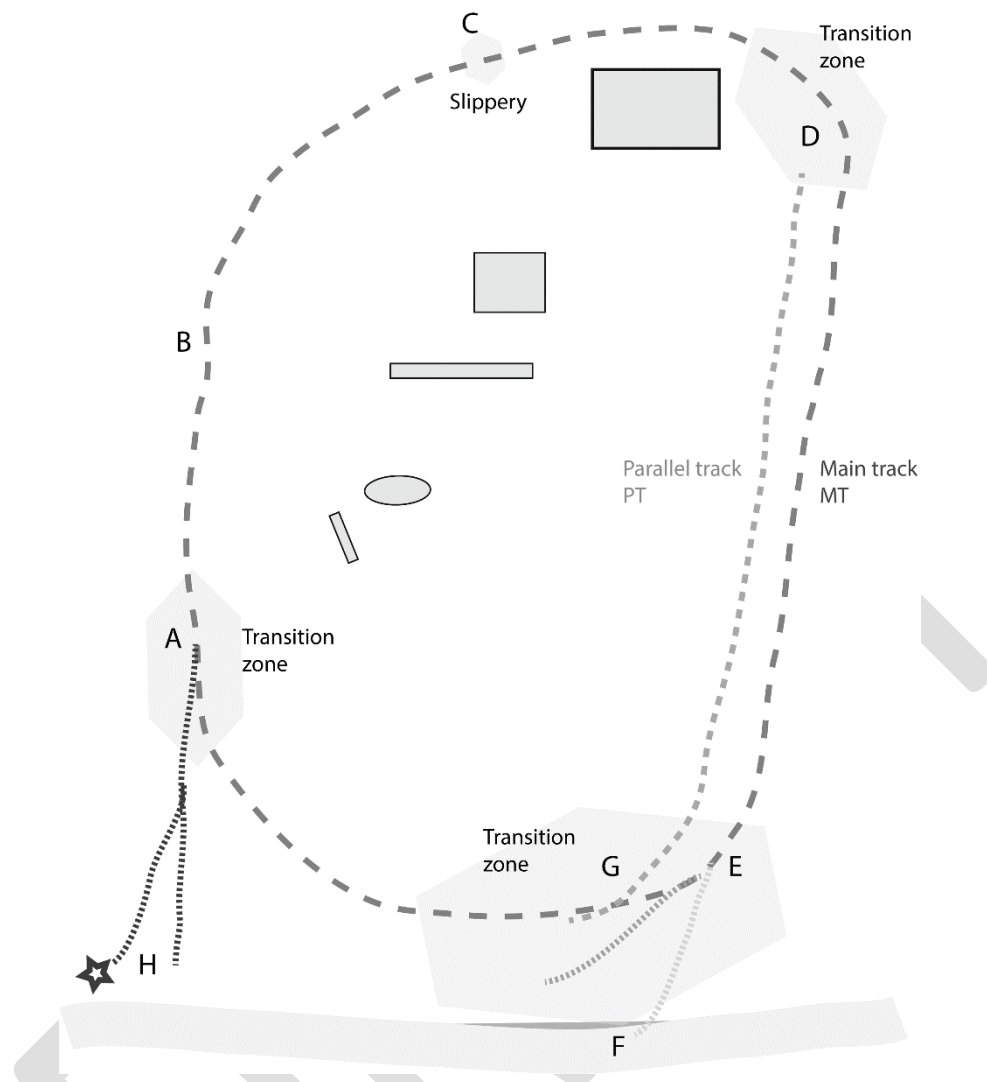 C
Transition
zone
Slippery
D
B
Parallel track
PT
Main track
MT
A
Transition
zone
Transition
zone
G
E
H
F